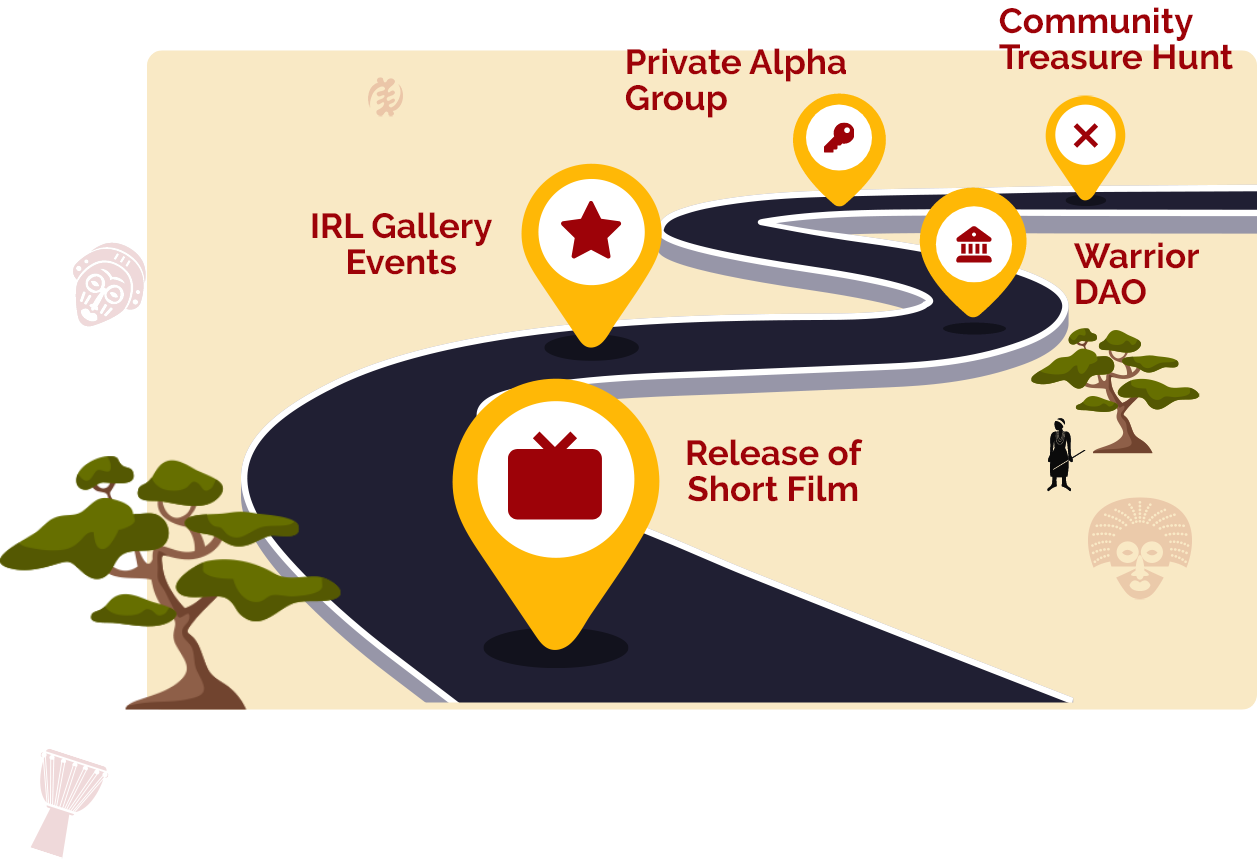 Community
Treasure Hunt
Private Alpha
Group
IRL Gallery
Events
Warrior
DAO
Release of
Short Film